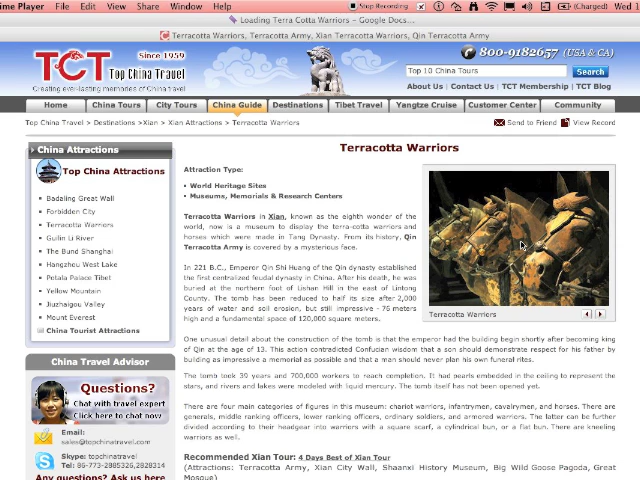 me Player File Edit View Share Window Help Stop Recording (Charged) Wed 1
Loading Terra Cotta Warriors - Google Docs...
Terracotta Warriors, Terracotta Army, Xian Terracotta Warriors, Qin Terracotta Army
TCT Since 1959
Top China Travel
Creating ever-lasting memories of China travel
800-9182657 (USA & CA)
Top 10 China Tours Search
About Us | Contact Us | TCT Membership | TCT Blog
Home China Tours City Tours China Guide Destinations Tibet Travel Yangtze Cruise Customer Center Community
Top China Travel > Destinations >Xian > Xian Attractions > Terracotta Warriors
Send to Friend View Record
China Attractions
Top China Attractions
Badaling Great Wall
Forbidden City
Terracotta Warriors
Guilin Li River
The Bund Shanghai
Hangzhou West Lake
Potala Palace Tibet
Yellow Mountain
Jiuzhaigou Valley
Mount Everest
China Tourist Attractions
China Travel Advisor
Questions?
Chat with travel expert
Click here to chat now
Email:
sales@topchinatravel.com
Skype: topchinatravel
Tel: 86-773-2885326,2828314
Any questions? Ask us here
Terracotta Warriors
Attraction Type:
World Heritage Sites
Museums, Memorials & Research Centers
Terracotta Warriors in Xian, known as the eighth wonder of the
world, now is a museum to display the terra-cotta warriors and
horses which were made in Tang Dynasty. From its history, Qin
Terracotta Army is covered by a mysterious face.
Terracotta Warriors
In 221 B.C., Emperor Qin Shi Huang of the Qin dynasty established
the first centralized feudal dynasty in China. After his death, he was
buried at the northern foot of Lishan Hill in the east of Lintong
County. The tomb has been reduced to half its size after 2,000
years of water and soil erosion, but still impressive - 76 meters
high and a foundation space of 120,000 square meters.
One unusual detail about the construction of the tomb is that the emperor had the building begin shortly after becoming king
of Qin at the age of 13. This action contradicted Confucian wisdom that a son should demonstrate respect for his father by
building as impressive a memorial as possible and that a man should never plan his own funeral rites.
The tomb took 39 years and 700,000 workers to reach completion. It had pearls embedded in the ceiling to represent the
stars, and rivers and lakes were modeled with liquid mercury. The tomb itself has not been opened yet.
There are four main categories of figures in this museum: chariot warriors, infantrymen, cavalrymen, and horses. There are
generals, middle ranking officers, lower ranking officers, ordinary soldiers, and armored warriors. The latter can be further
divided according to their headgear into warriors with a square scarf, a cylindrical bun, or a flat bun. There are kneeling
warriors as well.
Recommended Xian Tour: 4 Days Best of Xian Tour
(Attractions: Terracotta Army, Xian City Wall, Shaanxi History Museum, Big Wild Goose Pagoda, Great
Mosque)